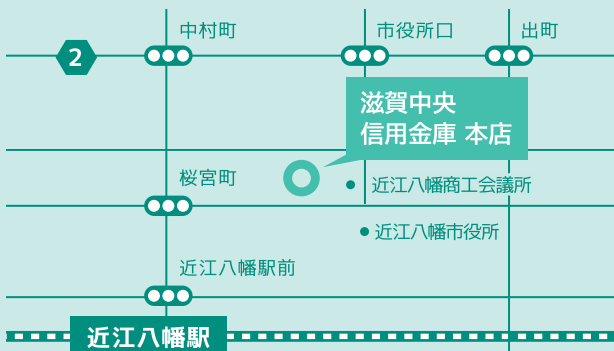 中村町
市役所口
出町
2
滋賀中央
信用金庫 本店
桜宮町
近江八幡商工会議所
近江八幡市役所
近江八幡駅前
近江八幡駅